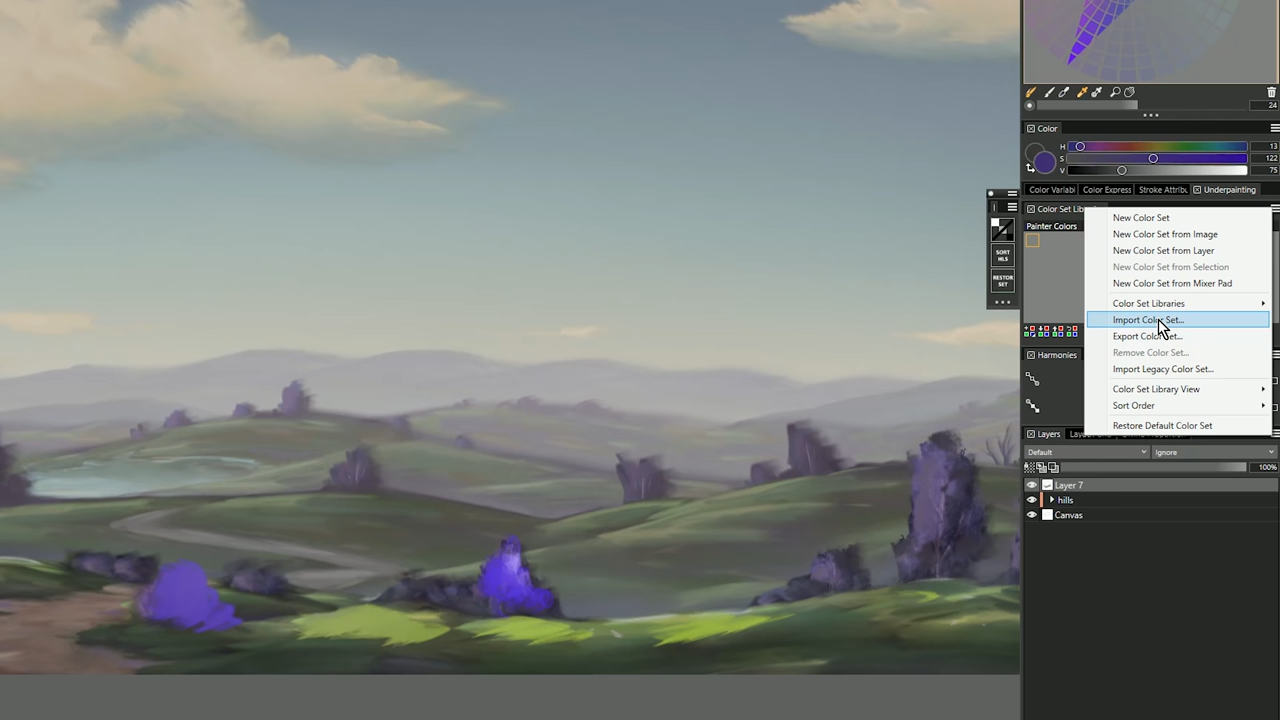 24
Color
H 13
S 122
V 75
Color Variabi Color Express Stroke Attribu Underpainting
Color Set Lib
Painter Colors
SORT
HLS
RESTOR
SET
New Color Set
New Color Set from Image
New Color Set from Layer
New Color Set from Selection
New Color Set from Mixer Pad
Color Set Libraries
Import Color Set...
Export Color Set...
Remove Color Set...
Import Legacy Color Set...
Color Set Library View
Sort Order
Restore Default Color Set
Harmonies
Layers
Default Ignore
100%
Layer 7
hills
Canvas